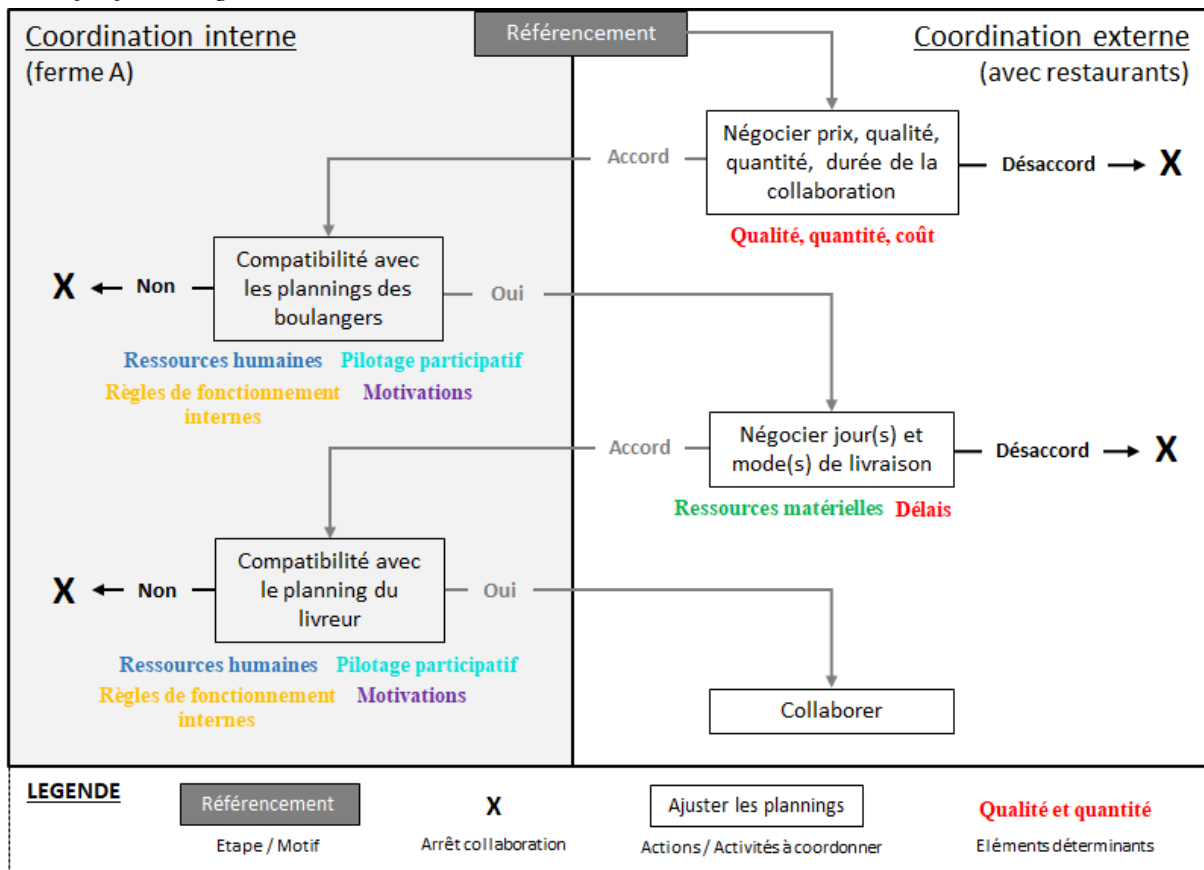 Coordination interne
(ferme A)
Référencement
Coordination externe
(avec restaurants)
Négocier prix, qualité,
quantité, durée de la
collaboration
Accord
Désaccord
X
Qualité, quantité, coût
Compatibilité avec
les plannings des
boulangers
X
Non
Oui
Ressources humaines Pilotage participatif
Règles de fonctionnement Motivations
internes
Négocier jour(s) et
mode(s) de livraison
Accord
Désaccord
X
Ressources matérielles Délais
Compatibilité avec
le planning du
livreur
X
Non
Oui
Ressources humaines Pilotage participatif
Règles de fonctionnement Motivations
internes
Collaborer
LEGENDE
Référencement
Etape / Motif
X
Arrêt collaboration
Ajuster les plannings
Actions / Activités à coordonner
Qualité et quantité
Eléments déterminants